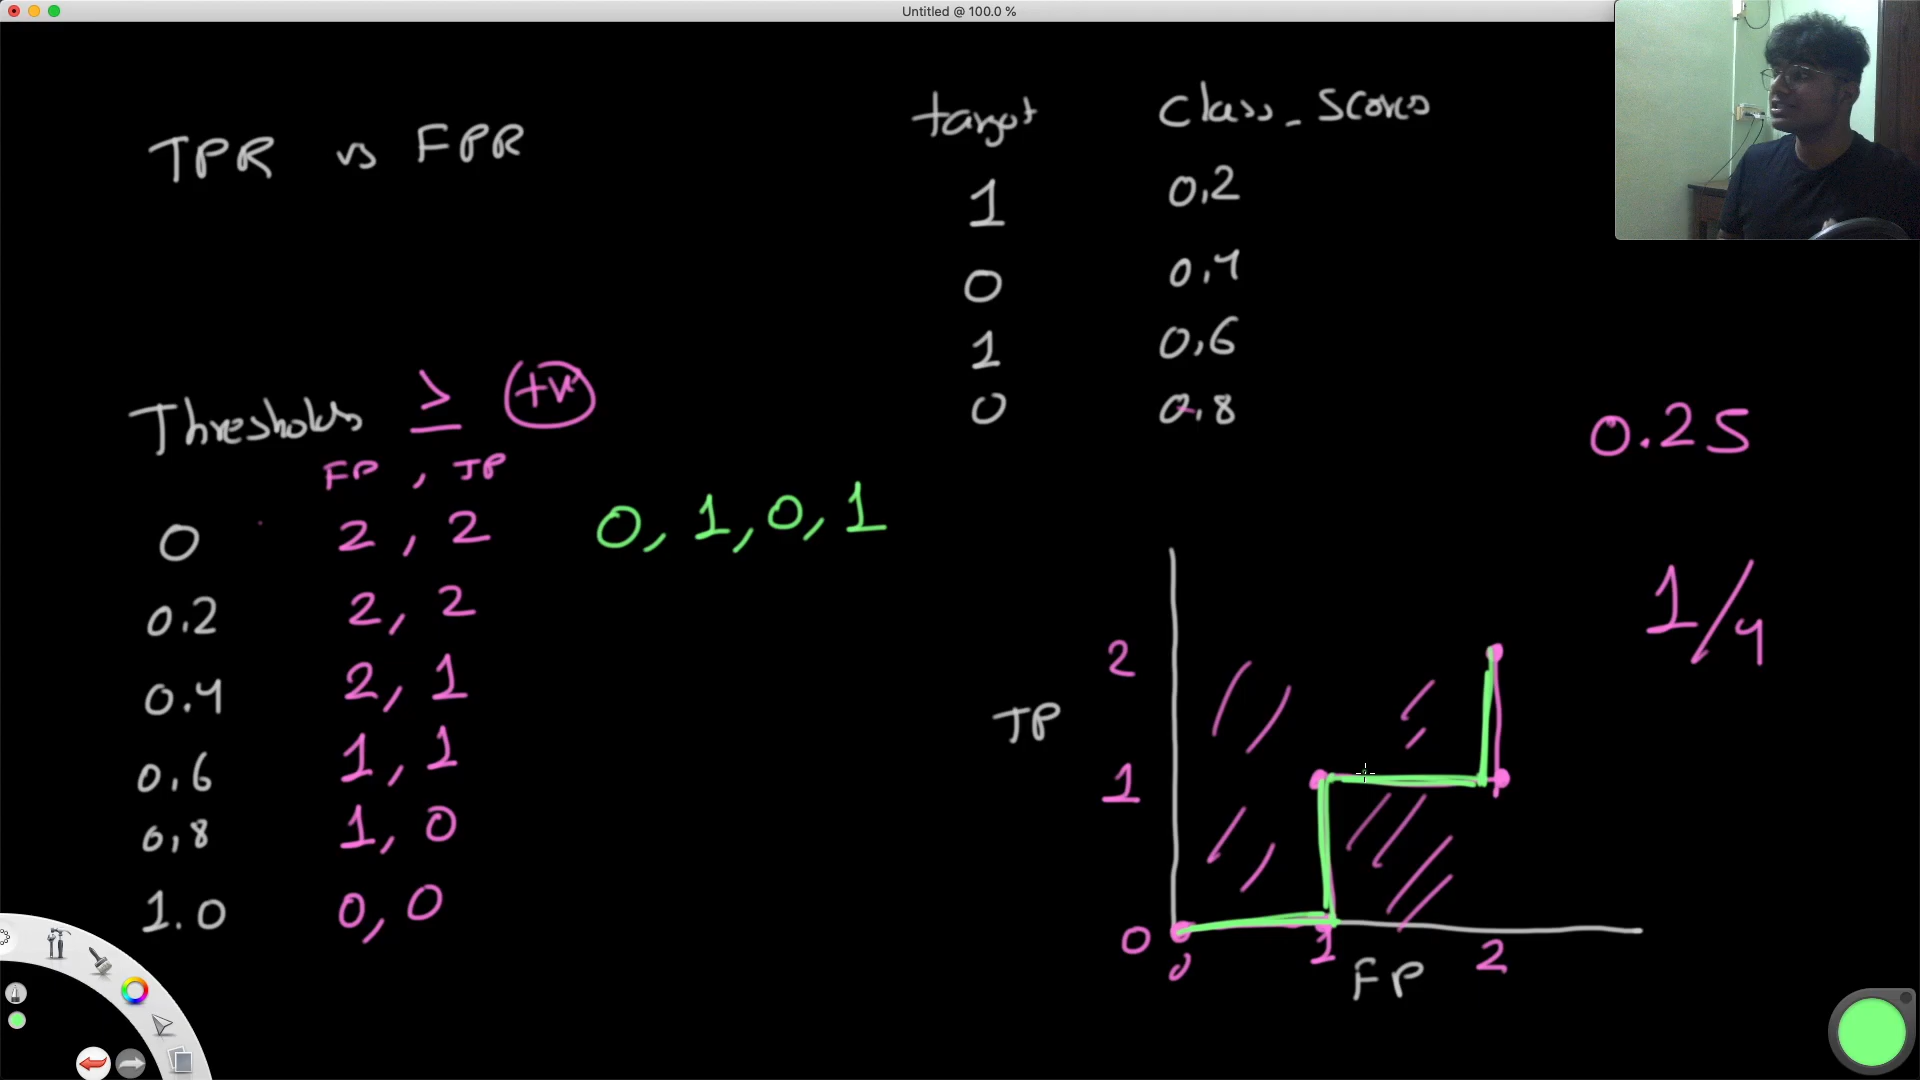 Untitled @ 100.0 %
TPR vs FPR
target class_scores
1 0,2
0 0,4
1 0,6
0 0,8
Thresholds ≥ +ve
FP , TP
0 2 , 2 0, 1, 0, 1
0.2 2, 2
0.4 2, 1
0,6 1, 1
0,8 1, 0
1.0 0, 0
0.25
1/4
2
TP
1
0
0 1 2
FP